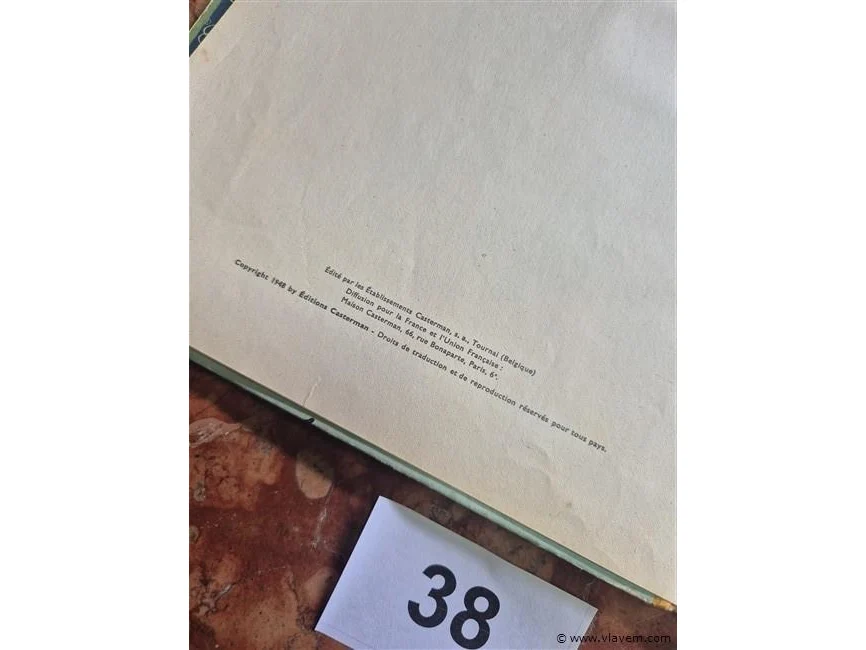 Édité par les Établissements Casterman, s. a., Tournai (Belgique)
Diffusion pour la France et l'Union Française :
Maison Casterman, 66, rue Bonaparte, Paris, 6e.
Copyright 1948 by Éditions Casterman - Droits de traduction et de reproduction réservés pour tous pays.
38
© www.vlavem.com